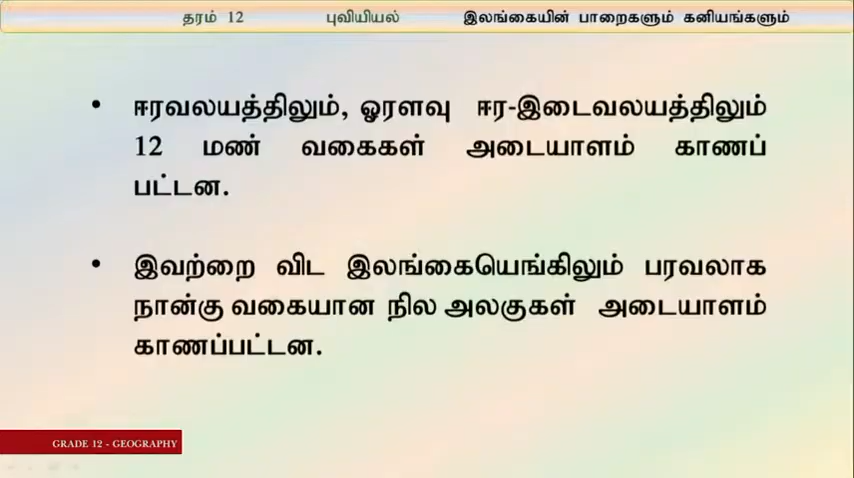 தரம் 12 புவியியல் இலங்கையின் பாறைகளும் கனியங்களும்
• ஈரவலயத்திலும், ஓரளவு ஈர-இடைவலயத்திலும்
12 மண் வகைகள் அடையாளம் காணப்
பட்டன.
• இவற்றை விட இலங்கையெங்கிலும் பரவலாக
நான்கு வகையான நில அலகுகள் அடையாளம்
காணப்பட்டன.
GRADE 12 - GEOGRAPHY